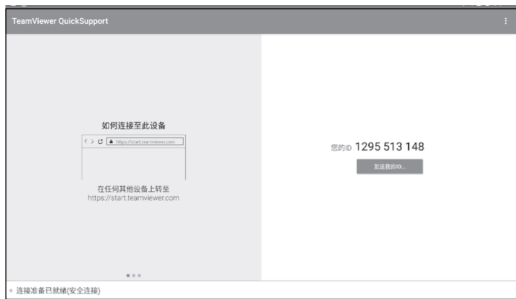 TeamViewer QuickSupport
如何连接至此设备
https://start.teamviewer.com
在任何其他设备上转至
https://start.teamviewer.com
您的ID 1295 513 148
发送我的ID...
连接准备已就绪(安全连接)